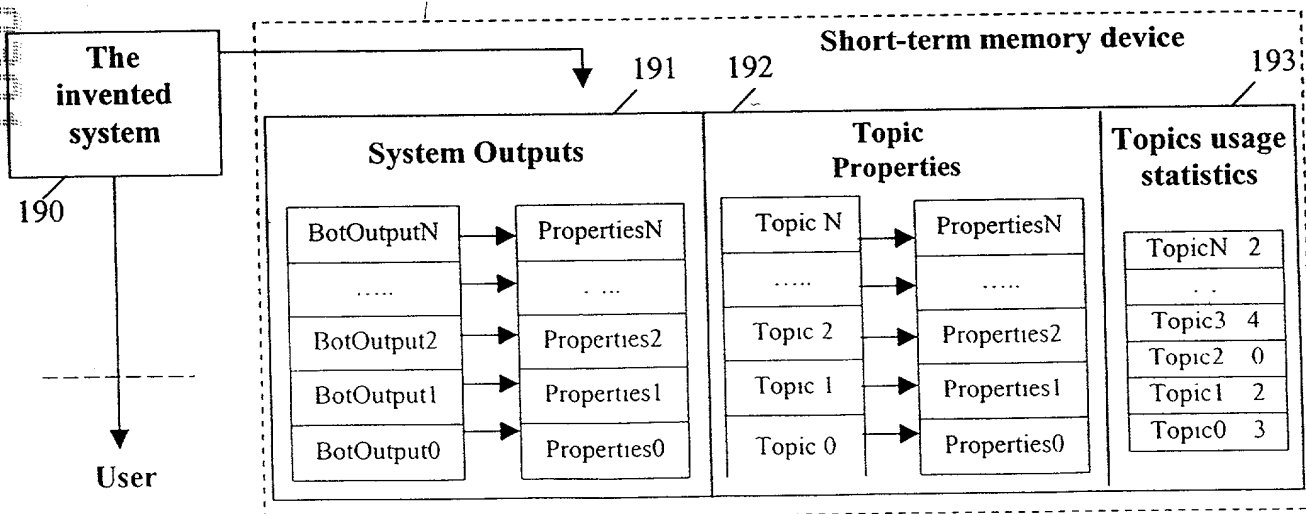 The
invented
system
190
User
Short-term memory device
191
192
193
System Outputs
BotOutputN
PropertiesN
.....
. ...
BotOutput2
Properties2
BotOutput1
Properties1
BotOutput0
Properties0
Topic
Properties
Topic N
PropertiesN
.....
.....
Topic 2
Properties2
Topic 1
Properties1
Topic 0
Properties0
Topics usage
statistics
TopicN 2
. .
Topic3 4
Topic2 0
Topic1 2
Topic0 3